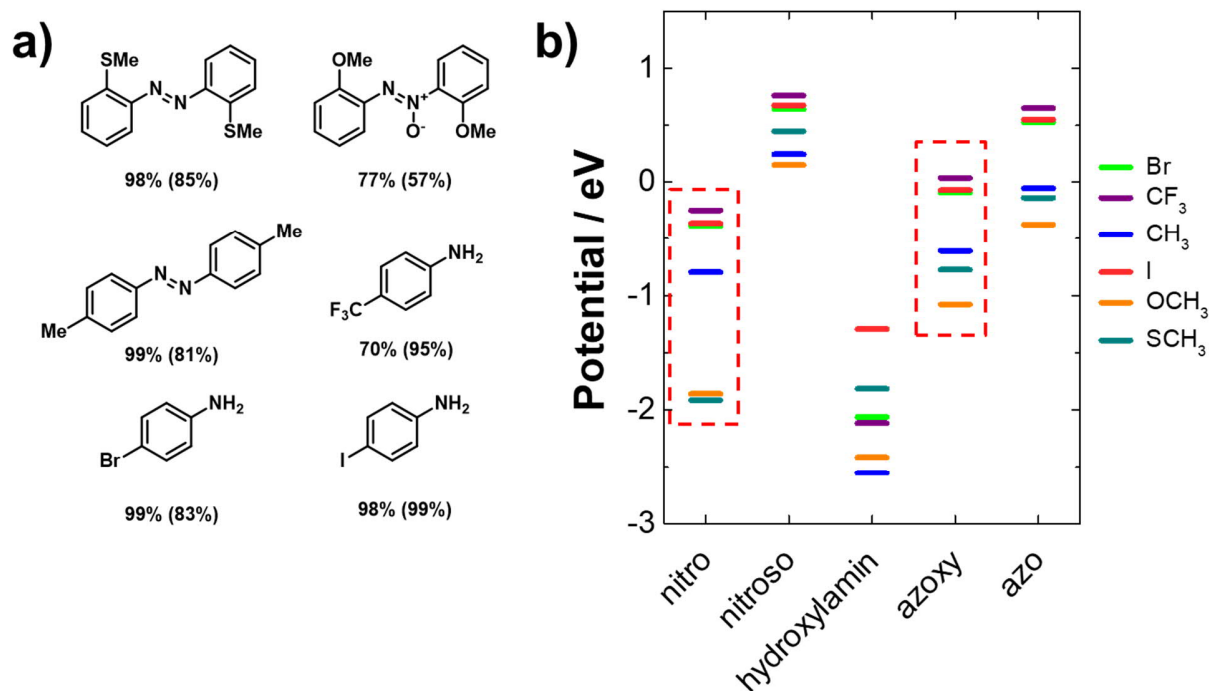 a)
SMe
N
N
SMe
98% (85%)
OMe
N
N+
O-
OMe
77% (57%)
Me
N
N
Me
99% (81%)
NH2
F3C
70% (95%)
NH2
Br
99% (83%)
NH2
I
98% (99%)
b)
Potential / eV
1
0
-1
-2
-3
nitro
nitroso
hydroxylamin
azoxy
azo
Br
CF3
CH3
I
OCH3
SCH3